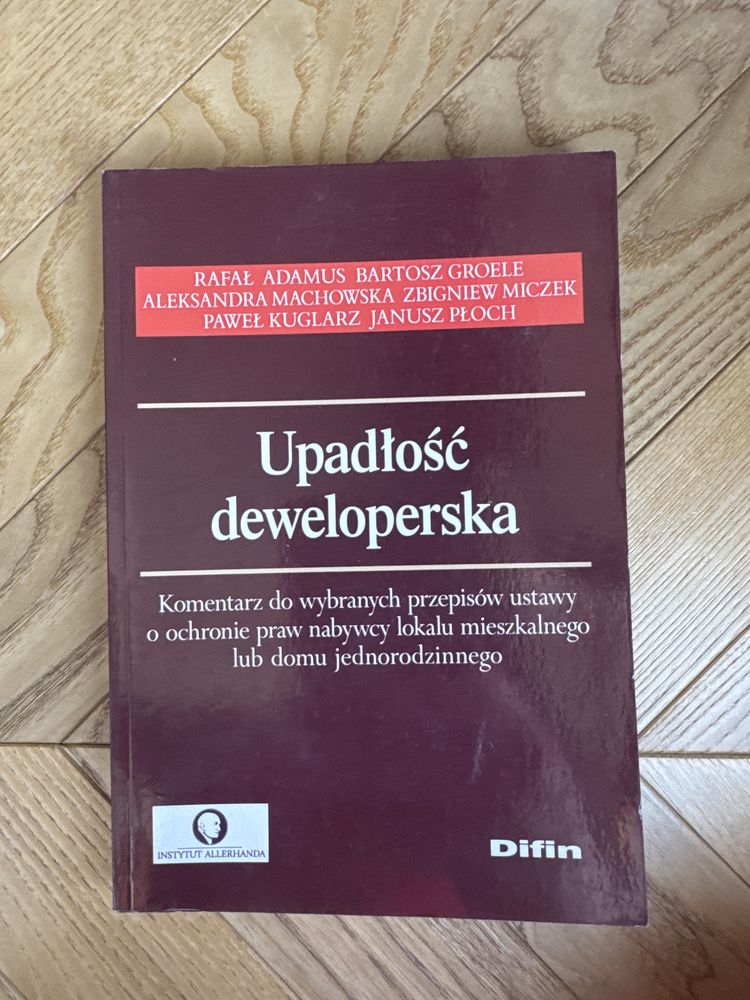 RAFAŁ ADAMUS BARTOSZ GROELE
ALEKSANDRA MACHOWSKA ZBIGNIEW MICZEK
PAWEŁ KUGLARZ JANUSZ PŁOCH
Upadłość
deweloperska
Komentarz do wybranych przepisów ustawy
o ochronie praw nabywcy lokalu mieszkalnego
lub domu jednorodzinnego
INSTYTUT ALLERHANDA
Difin